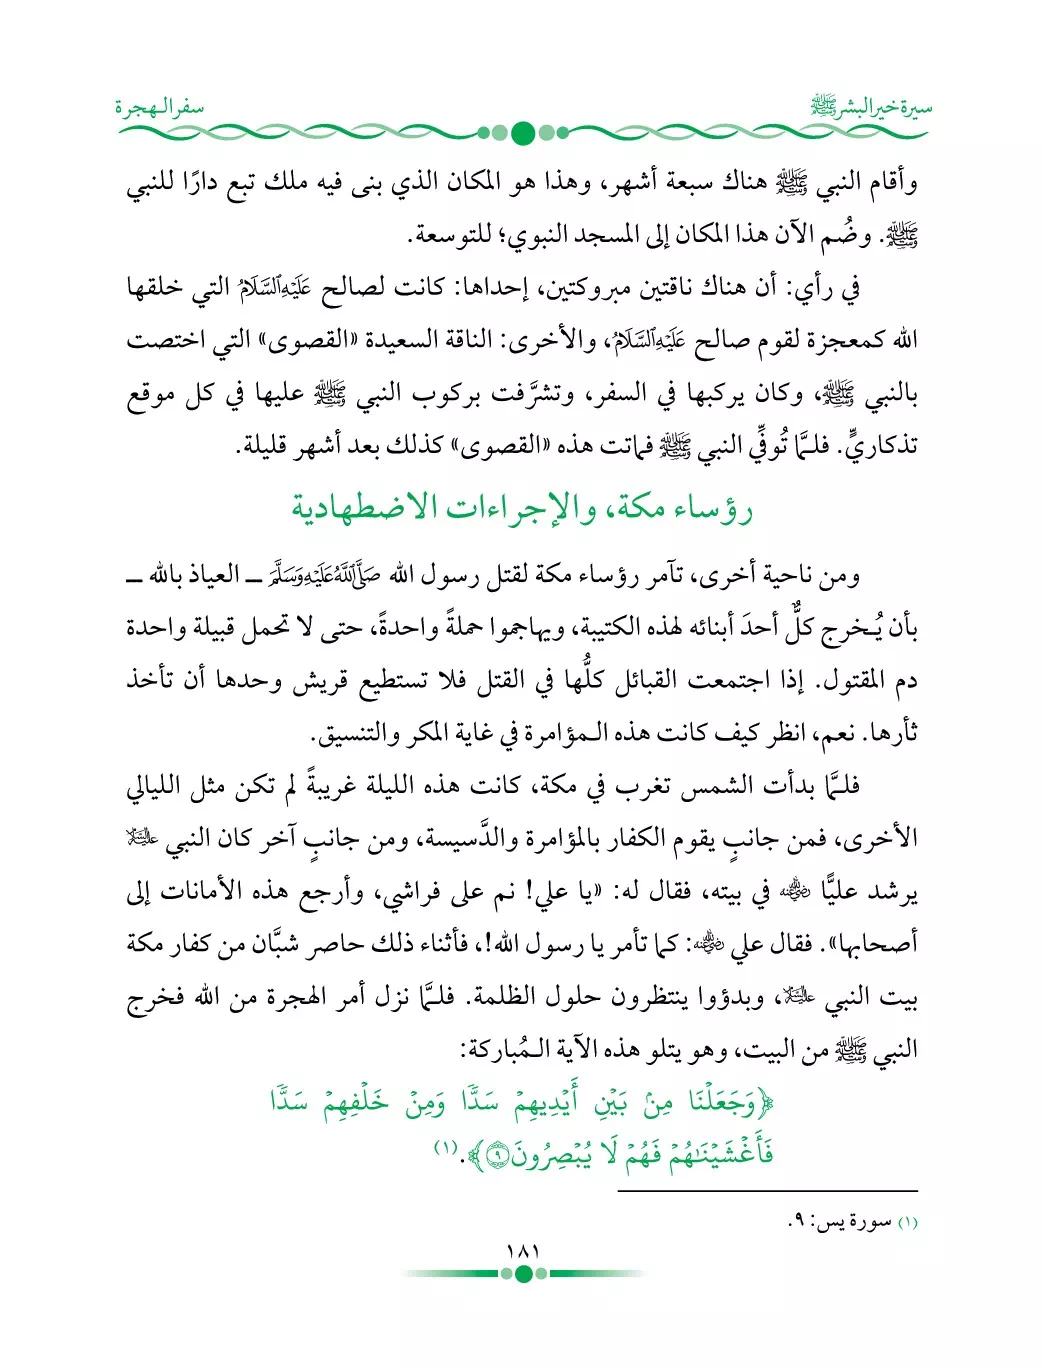 سيرة خير البشر ﷺ
سفر الـهجرة
وأقام النبي ﷺ هناك سبعة أشهر، وهذا هو المكان الذي بنى فيه ملك تبع دارًا للنبي
ﷺ. وضُم الآن هذا المكان إلى المسجد النبوي؛ للتوسعة.
في رأي: أن هناك ناقتين مبروكتين، إحداها: كانت لصالح عَلَيْهِ السَّلَامُ التي خلقها
الله كمعجزة لقوم صالح عَلَيْهِ السَّلَامُ، والأخرى: الناقة السعيدة «القصوى» التي اختصت
بالنبي ﷺ، وكان يركبها في السفر، وتشرَّفت بركوب النبي ﷺ عليها في كل موقع
تذكاريٍّ. فلـمَّا تُوفِّي النبي ﷺ فماتت هذه «القصوى» كذلك بعد أشهر قليلة.
رؤساء مكة، والإجراءات الاضطهادية
ومن ناحية أخرى، تآمر رؤساء مكة لقتل رسول الله صَلَّى اللَّهُ عَلَيْهِ وَسَلَّمَ ــ العياذ بالله ــ
بأن يُـخرج كلٌّ أحدَ أبنائه لهذه الكتيبة، ويهاجموا حملةً واحدةً، حتى لا تحمل قبيلة واحدة
دم المقتول. إذا اجتمعت القبائل كلُّها في القتل فلا تستطيع قريش وحدها أن تأخذ
ثأرها. نعم، انظر كيف كانت هذه الـمؤامرة في غاية المكر والتنسيق.
فلـمَّا بدأت الشمس تغرب في مكة، كانت هذه الليلة غريبةً لم تكن مثل الليالي
الأخرى، فمن جانبٍ يقوم الكفار بالمؤامرة والدَّسيسة، ومن جانبٍ آخر كان النبي عليه السلام
يرشد عليًّا رضي الله عنه في بيته، فقال له: «يا علي! نم على فراشي، وأرجع هذه الأمانات إلى
أصحابها». فقال علي رضي الله عنه: كما تأمر يا رسول الله!، فأثناء ذلك حاصر شبَّان من كفار مكة
بيت النبي عليه السلام، وبدؤوا ينتظرون حلول الظلمة. فلـمَّا نزل أمر الهجرة من الله فخرج
النبي ﷺ من البيت، وهو يتلو هذه الآية الـمُباركة:
﴿وَجَعَلْنَا مِنۢ بَيْنِ أَيْدِيهِمْ سَدًّا وَمِنْ خَلْفِهِمْ سَدًّا
فَأَغْشَيْنَـٰهُمْ فَهُمْ لَا يُبْصِرُونَ ۝٩﴾.(١)
(١) سورة يس: ٩.
١٨١